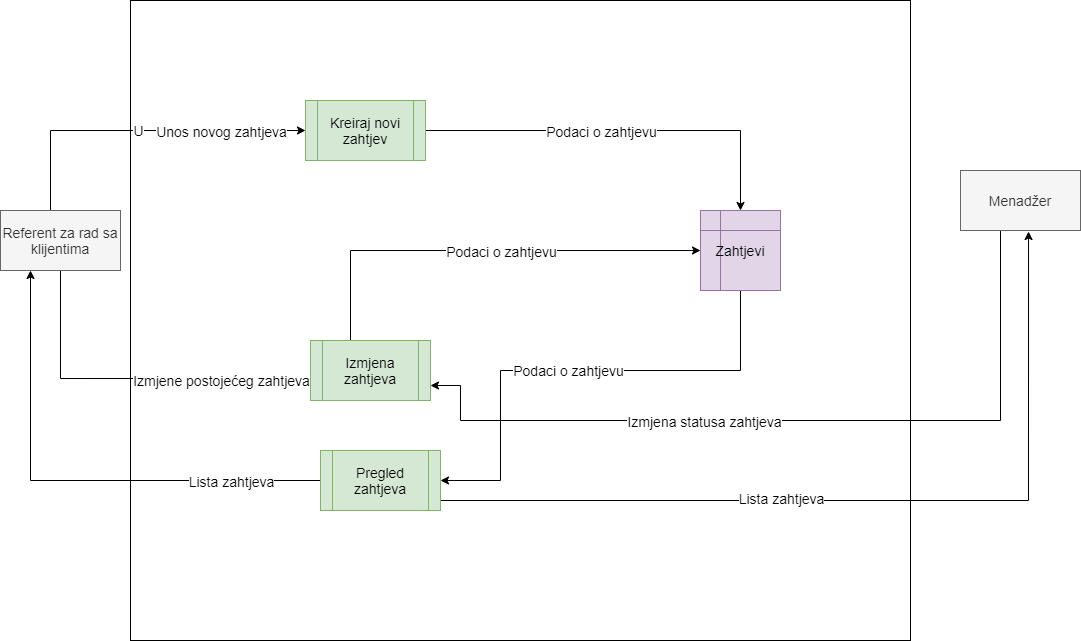 U
Unos novog zahtjeva
Kreiraj novi
zahtjev
Podaci o zahtjevu
Menadžer
Referent za rad sa
klijentima
Podaci o zahtjevu
Zahtjevi
Izmjena
zahtjeva
Podaci o zahtjevu
Izmjene postojećeg zahtjeva
Izmjena statusa zahtjeva
Lista zahtjeva
Pregled
zahtjeva
Lista zahtjeva